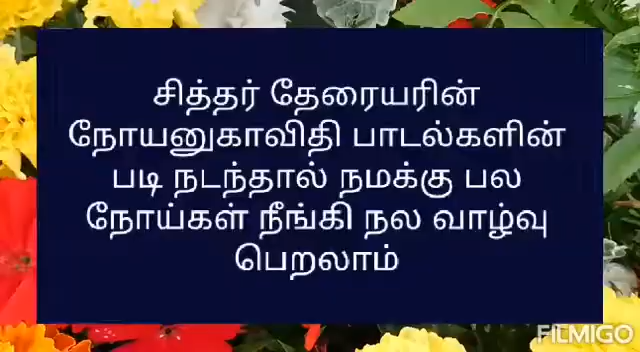 சித்தர் தேரையரின்
நோயனுகாவிதி பாடல்களின்
படி நடந்தால் நமக்கு பல
நோய்கள் நீங்கி நல வாழ்வு
பெறலாம்
FILMIGO